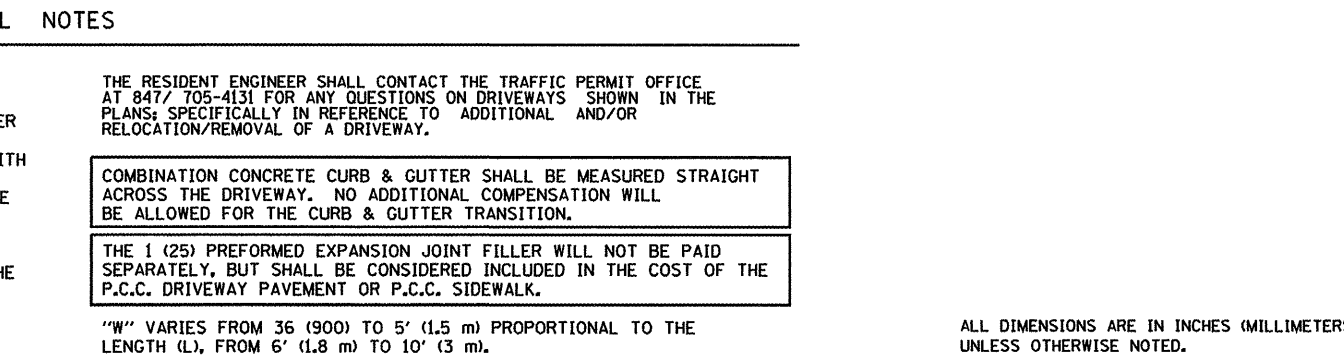 L NOTES
THE RESIDENT ENGINEER SHALL CONTACT THE TRAFFIC PERMIT OFFICE
AT 847/ 705-4131 FOR ANY QUESTIONS ON DRIVEWAYS SHOWN IN THE
PLANS; SPECIFICALLY IN REFERENCE TO ADDITIONAL AND/OR
RELOCATION/REMOVAL OF A DRIVEWAY.
ER
ITH
E
HE
COMBINATION CONCRETE CURB & GUTTER SHALL BE MEASURED STRAIGHT
ACROSS THE DRIVEWAY. NO ADDITIONAL COMPENSATION WILL
BE ALLOWED FOR THE CURB & GUTTER TRANSITION.
THE 1 (25) PREFORMED EXPANSION JOINT FILLER WILL NOT BE PAID
SEPARATELY, BUT SHALL BE CONSIDERED INCLUDED IN THE COST OF THE
P.C.C. DRIVEWAY PAVEMENT OR P.C.C. SIDEWALK.
"W" VARIES FROM 36 (900) TO 5' (1.5 m) PROPORTIONAL TO THE
LENGTH (L), FROM 6' (1.8 m) TO 10' (3 m).
ALL DIMENSIONS ARE IN INCHES (MILLIMETERS
UNLESS OTHERWISE NOTED.